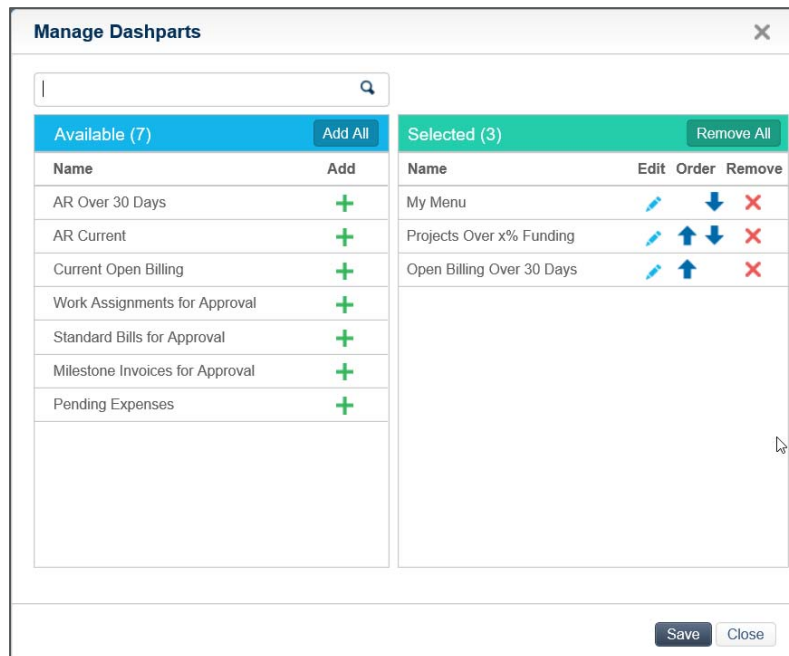 Manage Dashparts
Available (7) Add All
Name Add
AR Over 30 Days
AR Current
Current Open Billing
Work Assignments for Approval
Standard Bills for Approval
Milestone Invoices for Approval
Pending Expenses
Selected (3) Remove All
Name Edit Order Remove
My Menu
Projects Over x% Funding
Open Billing Over 30 Days
Save Close